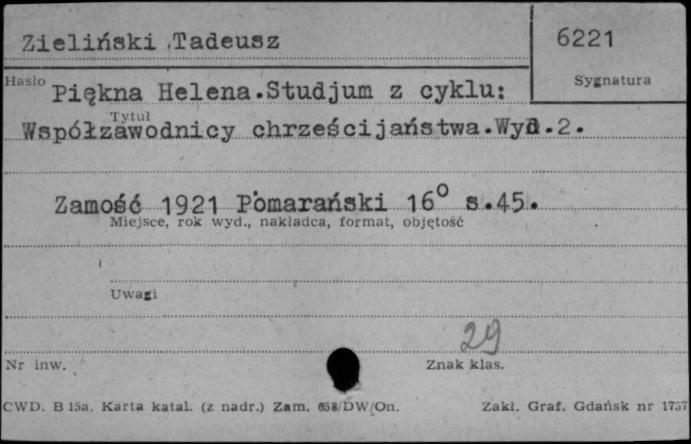 Zieliński Tadeusz
6221
Hasło
Sygnatura
Piękna Helena.Studjum z cyklu:
Tytuł
Współzawodnicy chrześcijaństwa.Wyd.2.
Zamość 1921 Pomarański 16° s.45.
Miejsce, rok wyd., nakładca, format, objętość
Uwagi
29
Nr inw.
Znak klas.
CWD. B 15a. Karta katal. (z nadr.) Zam. 658/DW/On.
Zakł. Graf. Gdańsk nr 1757